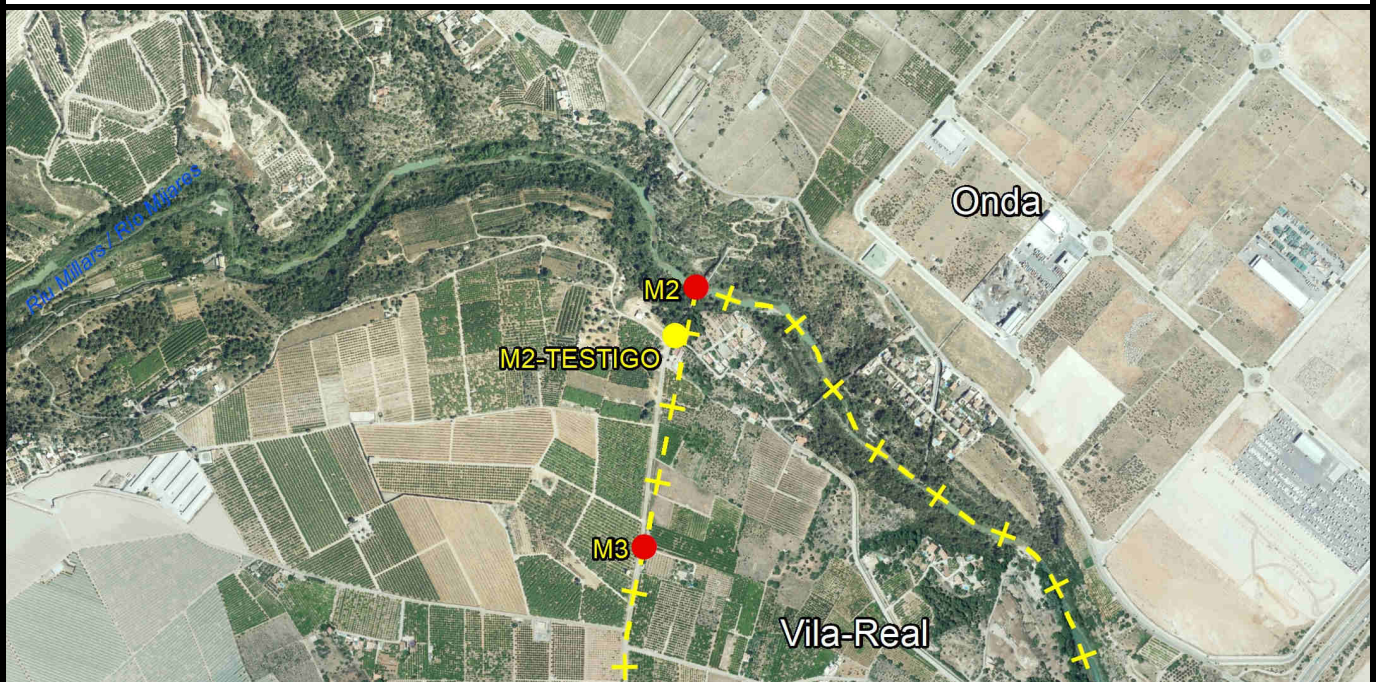 Riu Millars / Río Mijares
Onda
M2
M2-TESTIGO
M3
Vila-Real